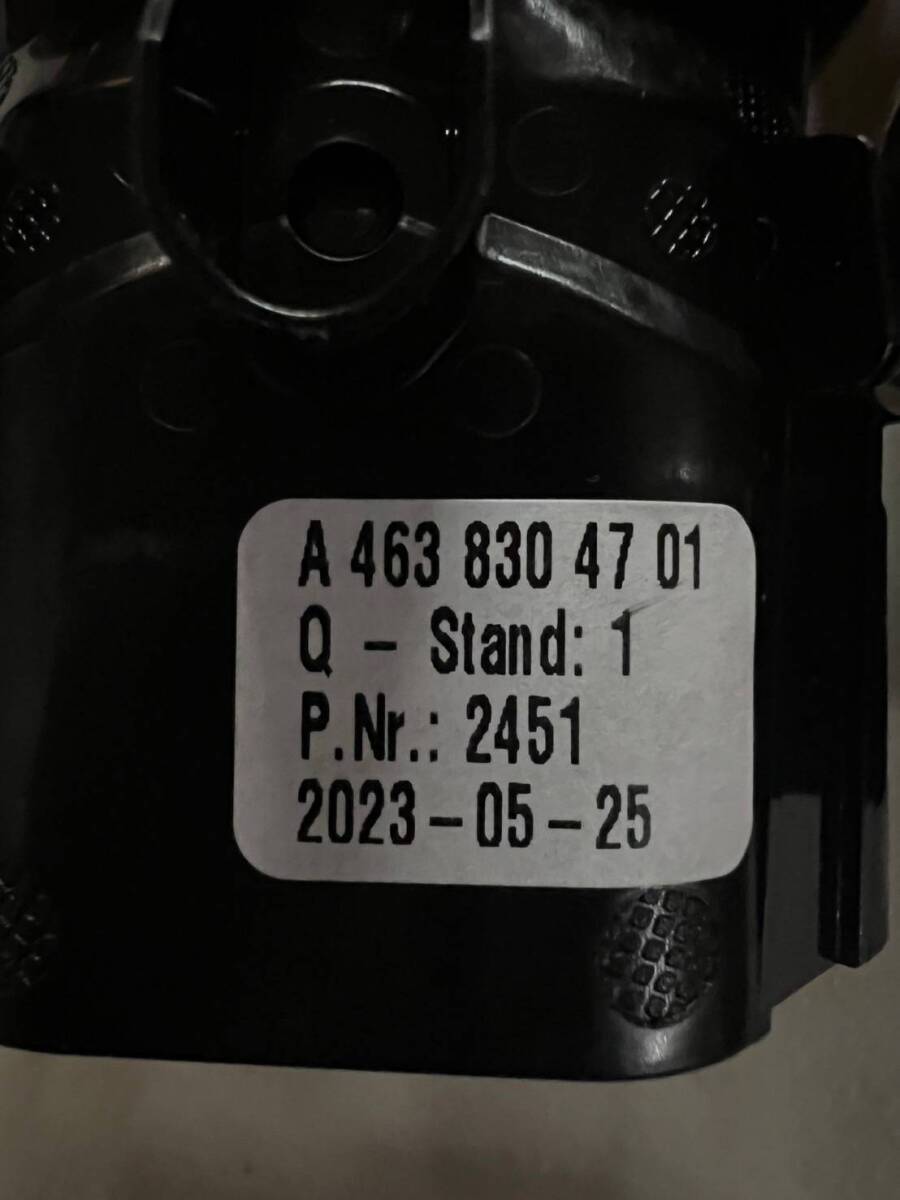 A 463 830 47 01
Q - Stand: 1
P.Nr.: 2451
2023-05-25